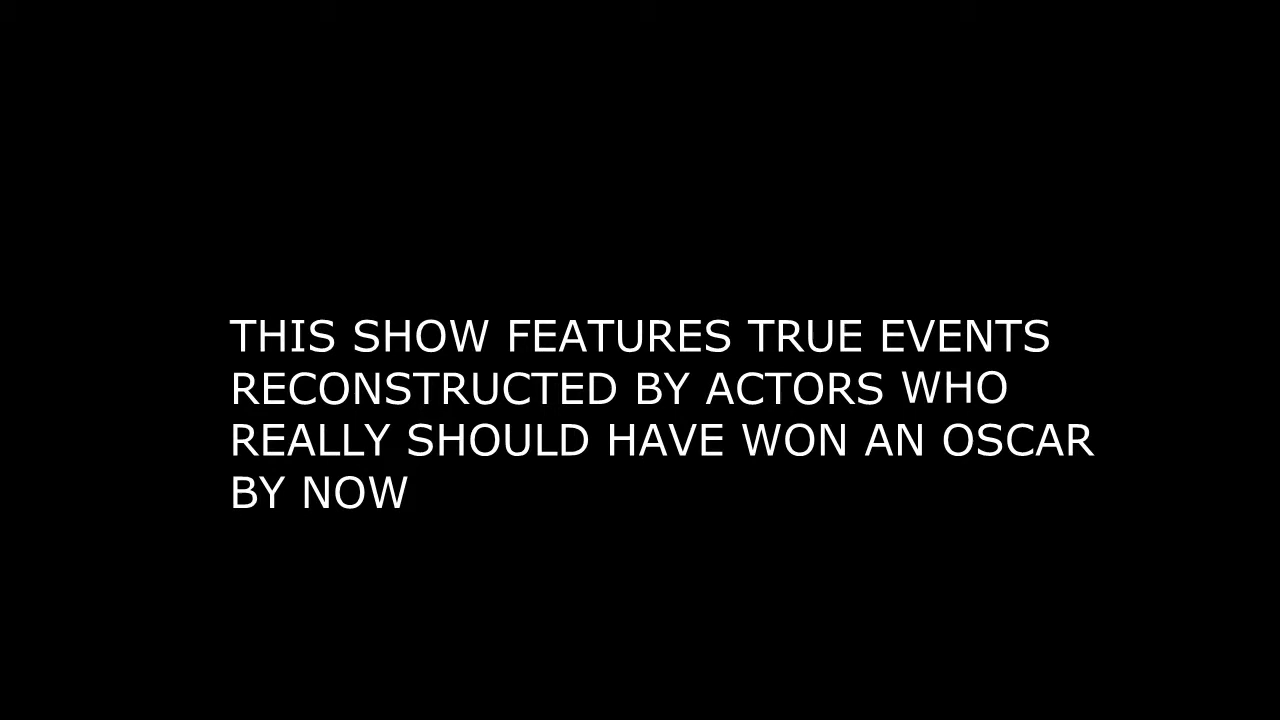 THIS SHOW FEATURES TRUE EVENTS
RECONSTRUCTED BY ACTORS WHO
REALLY SHOULD HAVE WON AN OSCAR
BY NOW